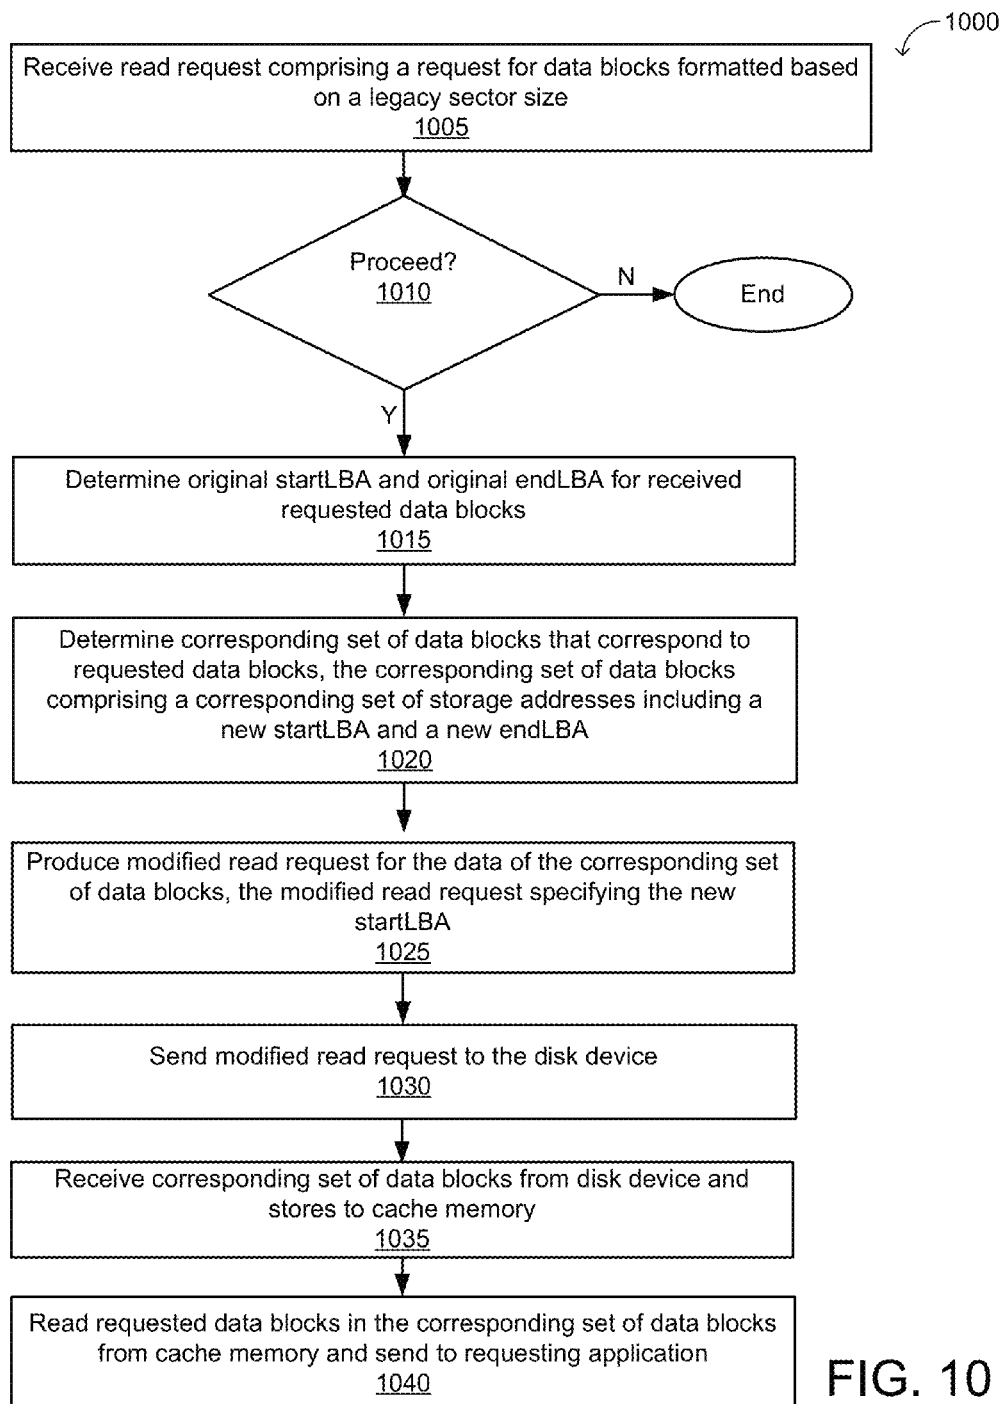 1000
Receive read request comprising a request for data blocks formatted based
on a legacy sector size
1005
Proceed?
1010
N
End
Y
Determine original startLBA and original endLBA for received
requested data blocks
1015
Determine corresponding set of data blocks that correspond to
requested data blocks, the corresponding set of data blocks
comprising a corresponding set of storage addresses including a
new startLBA and a new endLBA
1020
Produce modified read request for the data of the corresponding set
of data blocks, the modified read request specifying the new
startLBA
1025
Send modified read request to the disk device
1030
Receive corresponding set of data blocks from disk device and
stores to cache memory
1035
Read requested data blocks in the corresponding set of data blocks
from cache memory and send to requesting application
1040
FIG. 10